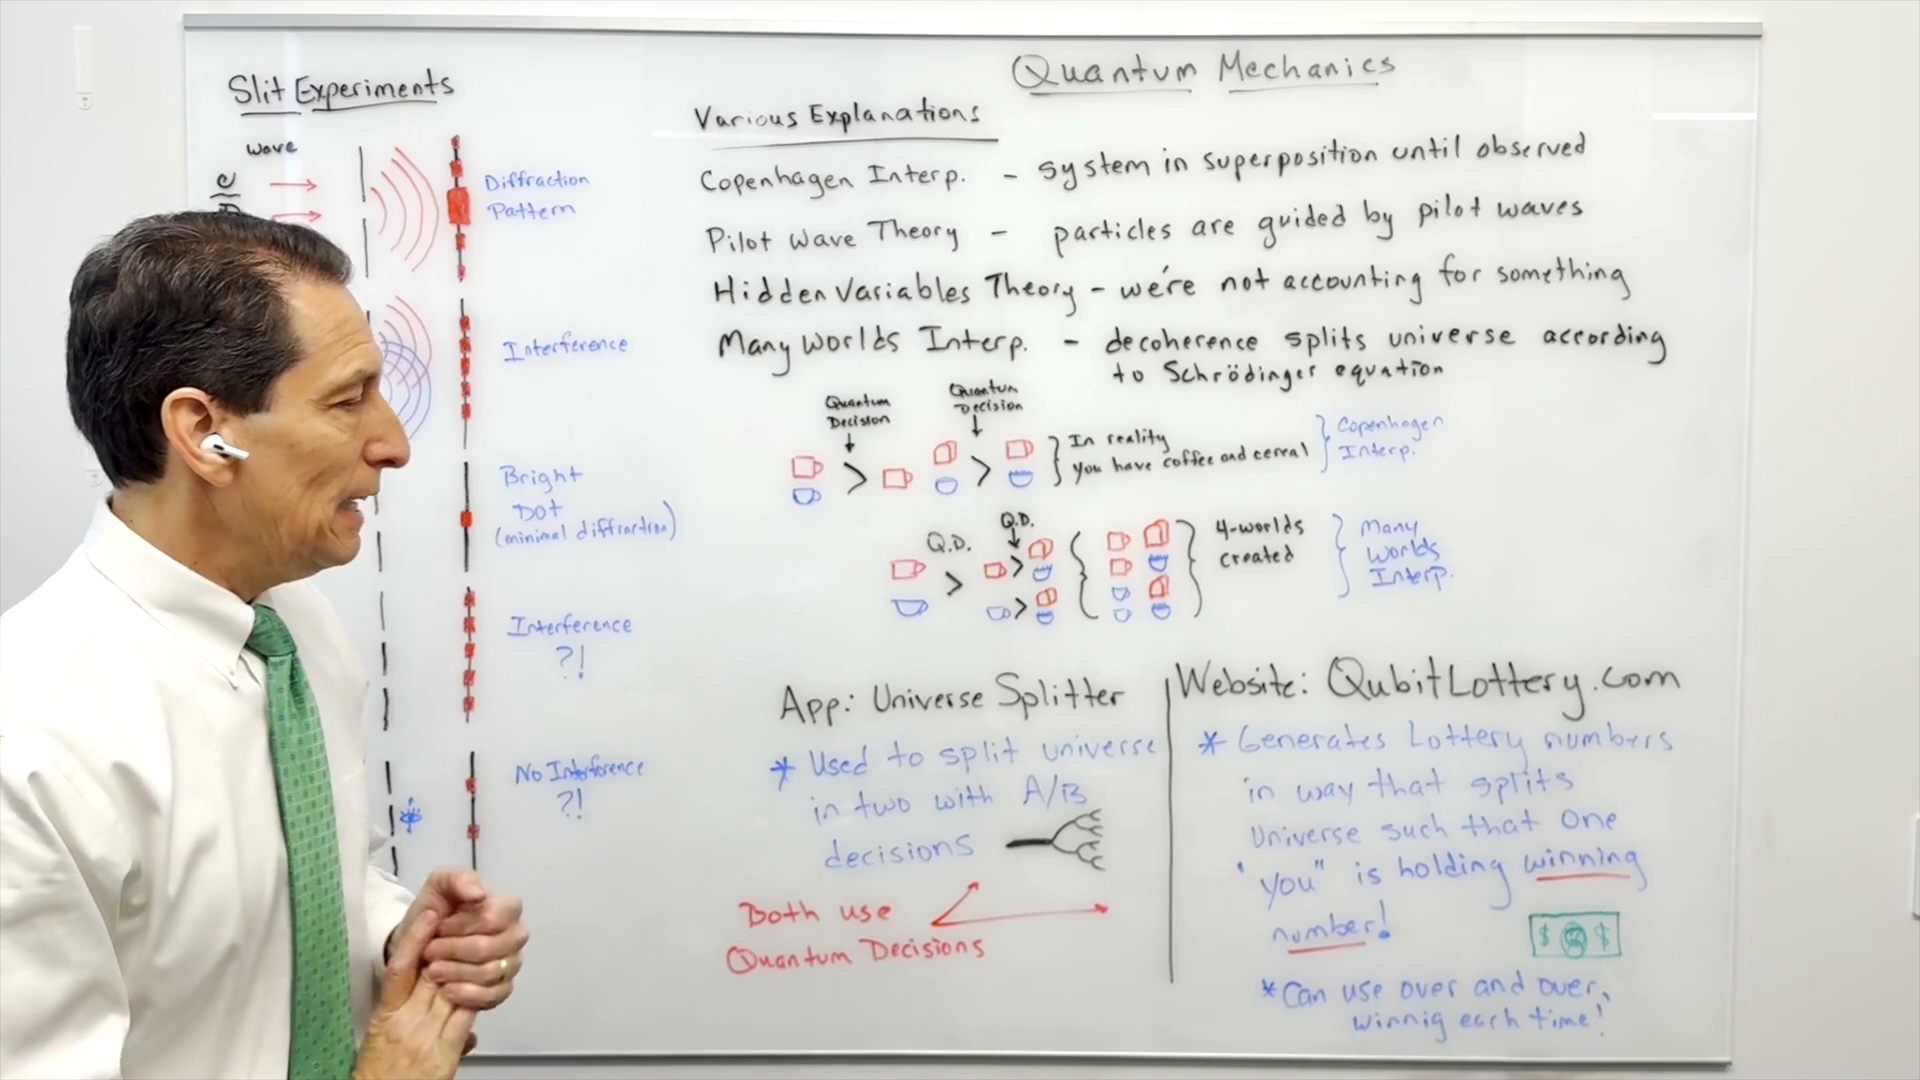 Quantum Mechanics
Slit Experiments
wave
Diffraction
Pattern
Interference
Bright
Dot
(minimal diffraction)
Interference
?!
No Interference
?!
Various Explanations
Copenhagen Interp. - system in superposition until observed
Pilot Wave Theory - particles are guided by pilot waves
Hidden Variables Theory - we're not accounting for something
Many Worlds Interp. - decoherence splits universe according
to Schrödinger equation
Quantum
Decision
Quantum
Decision
In reality
you have coffee and cereal
Copenhagen
Interp.
Q.D.
Q.D.
4-worlds
created
Many
Worlds
Interp.
App: Universe Splitter
* Used to split universe
in two with A/B
decisions
Both use
Quantum Decisions
Website: QubitLottery.com
* Generates Lottery numbers
in way that splits
Universe such that one
"you" is holding winning
number!
$ $
* Can use over and over,
winnig each time!